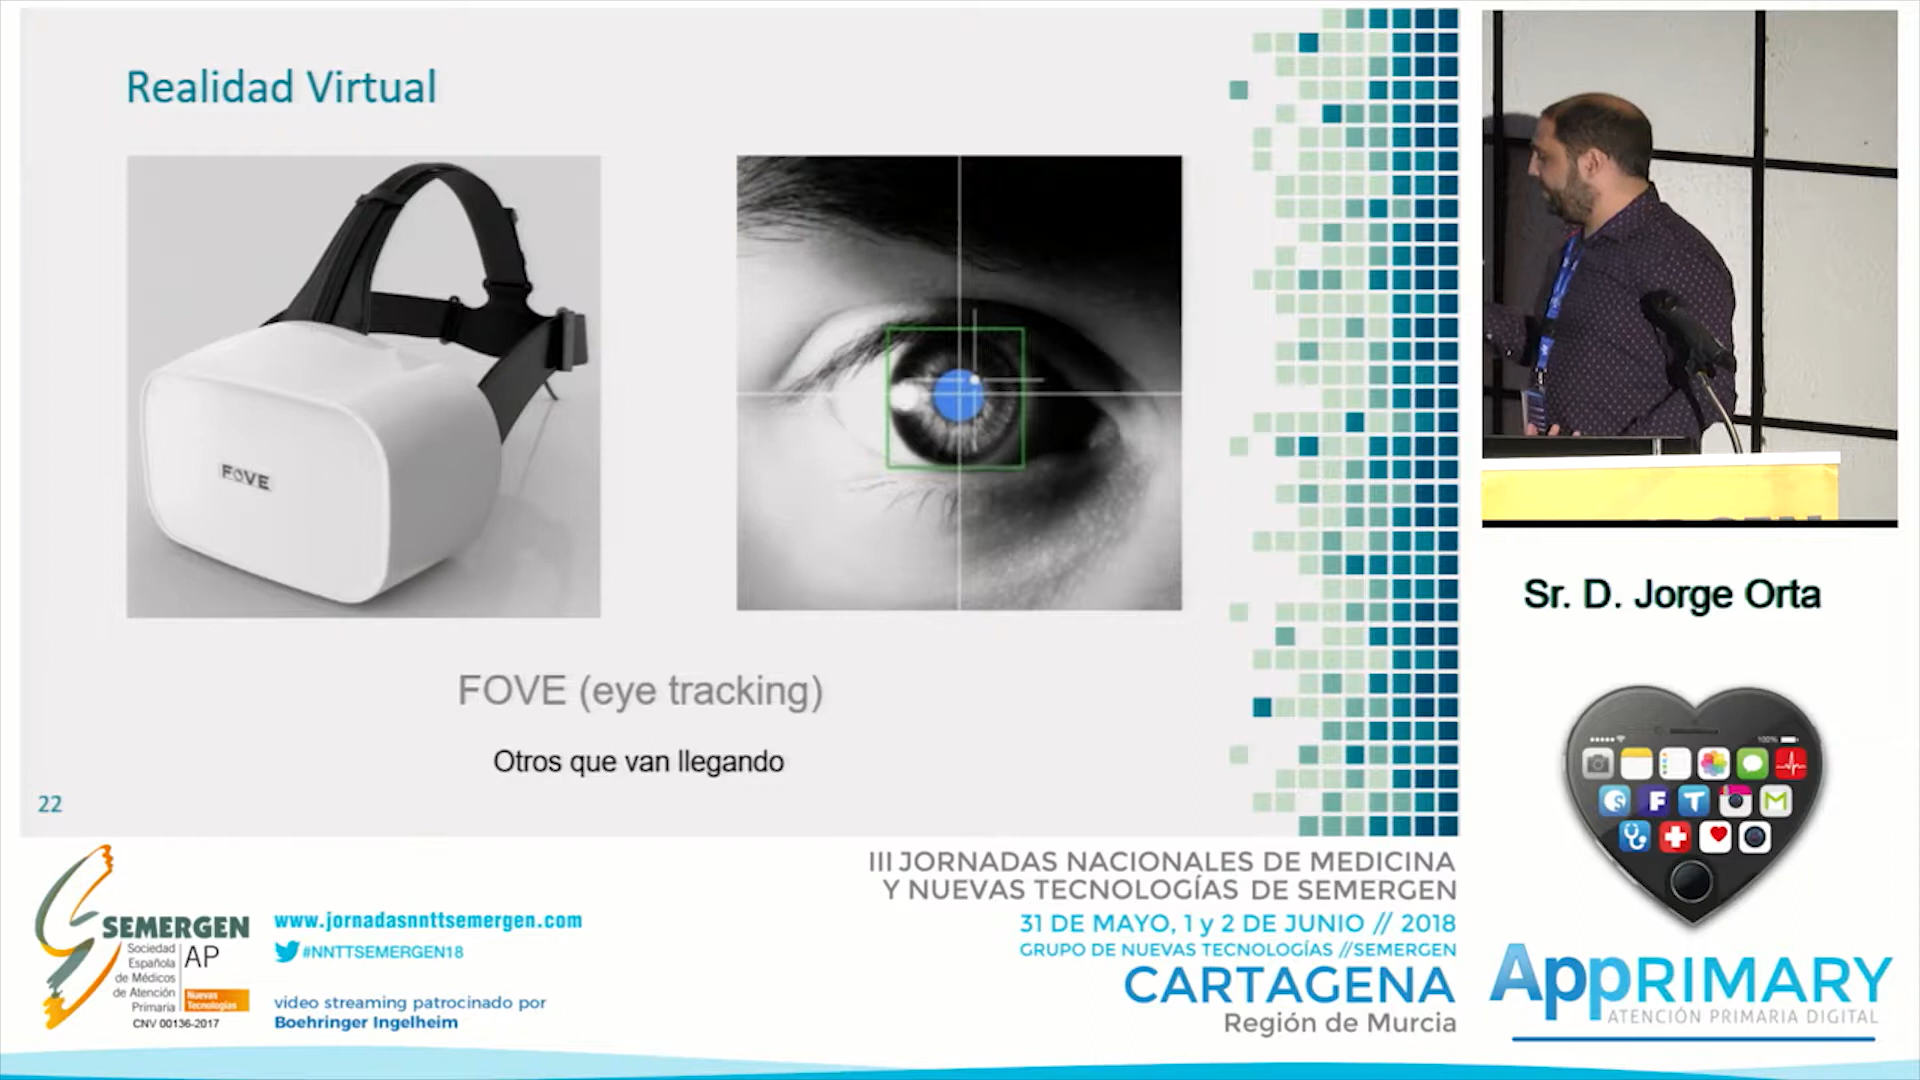 Realidad Virtual
FOVE
FOVE (eye tracking)
Otros que van llegando
22
Sr. D. Jorge Orta
SEMERGEN
Sociedad
Española
de Médicos
de Atención
Primaria
AP
Nuevas
Tecnologías
CNV 00136-2017
www.jornadasnnttsemergen.com
#NNTTSEMERGEN18
video streaming patrocinado por
Boehringer Ingelheim
III JORNADAS NACIONALES DE MEDICINA
Y NUEVAS TECNOLOGÍAS DE SEMERGEN
31 DE MAYO, 1 y 2 DE JUNIO // 2018
GRUPO DE NUEVAS TECNOLOGÍAS //SEMERGEN
CARTAGENA
Región de Murcia
100%
S F T M
AppRIMARY
ATENCIÓN PRIMARIA DIGITAL